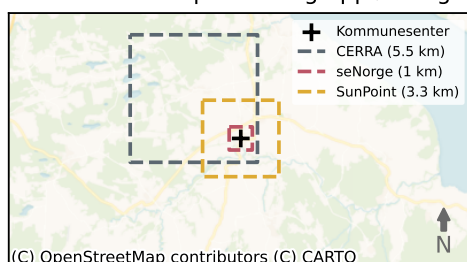 Kommunesenter
CERRA (5.5 km)
seNorge (1 km)
SunPoint (3.3 km)
N
(C) OpenStreetMap contributors (C) CARTO